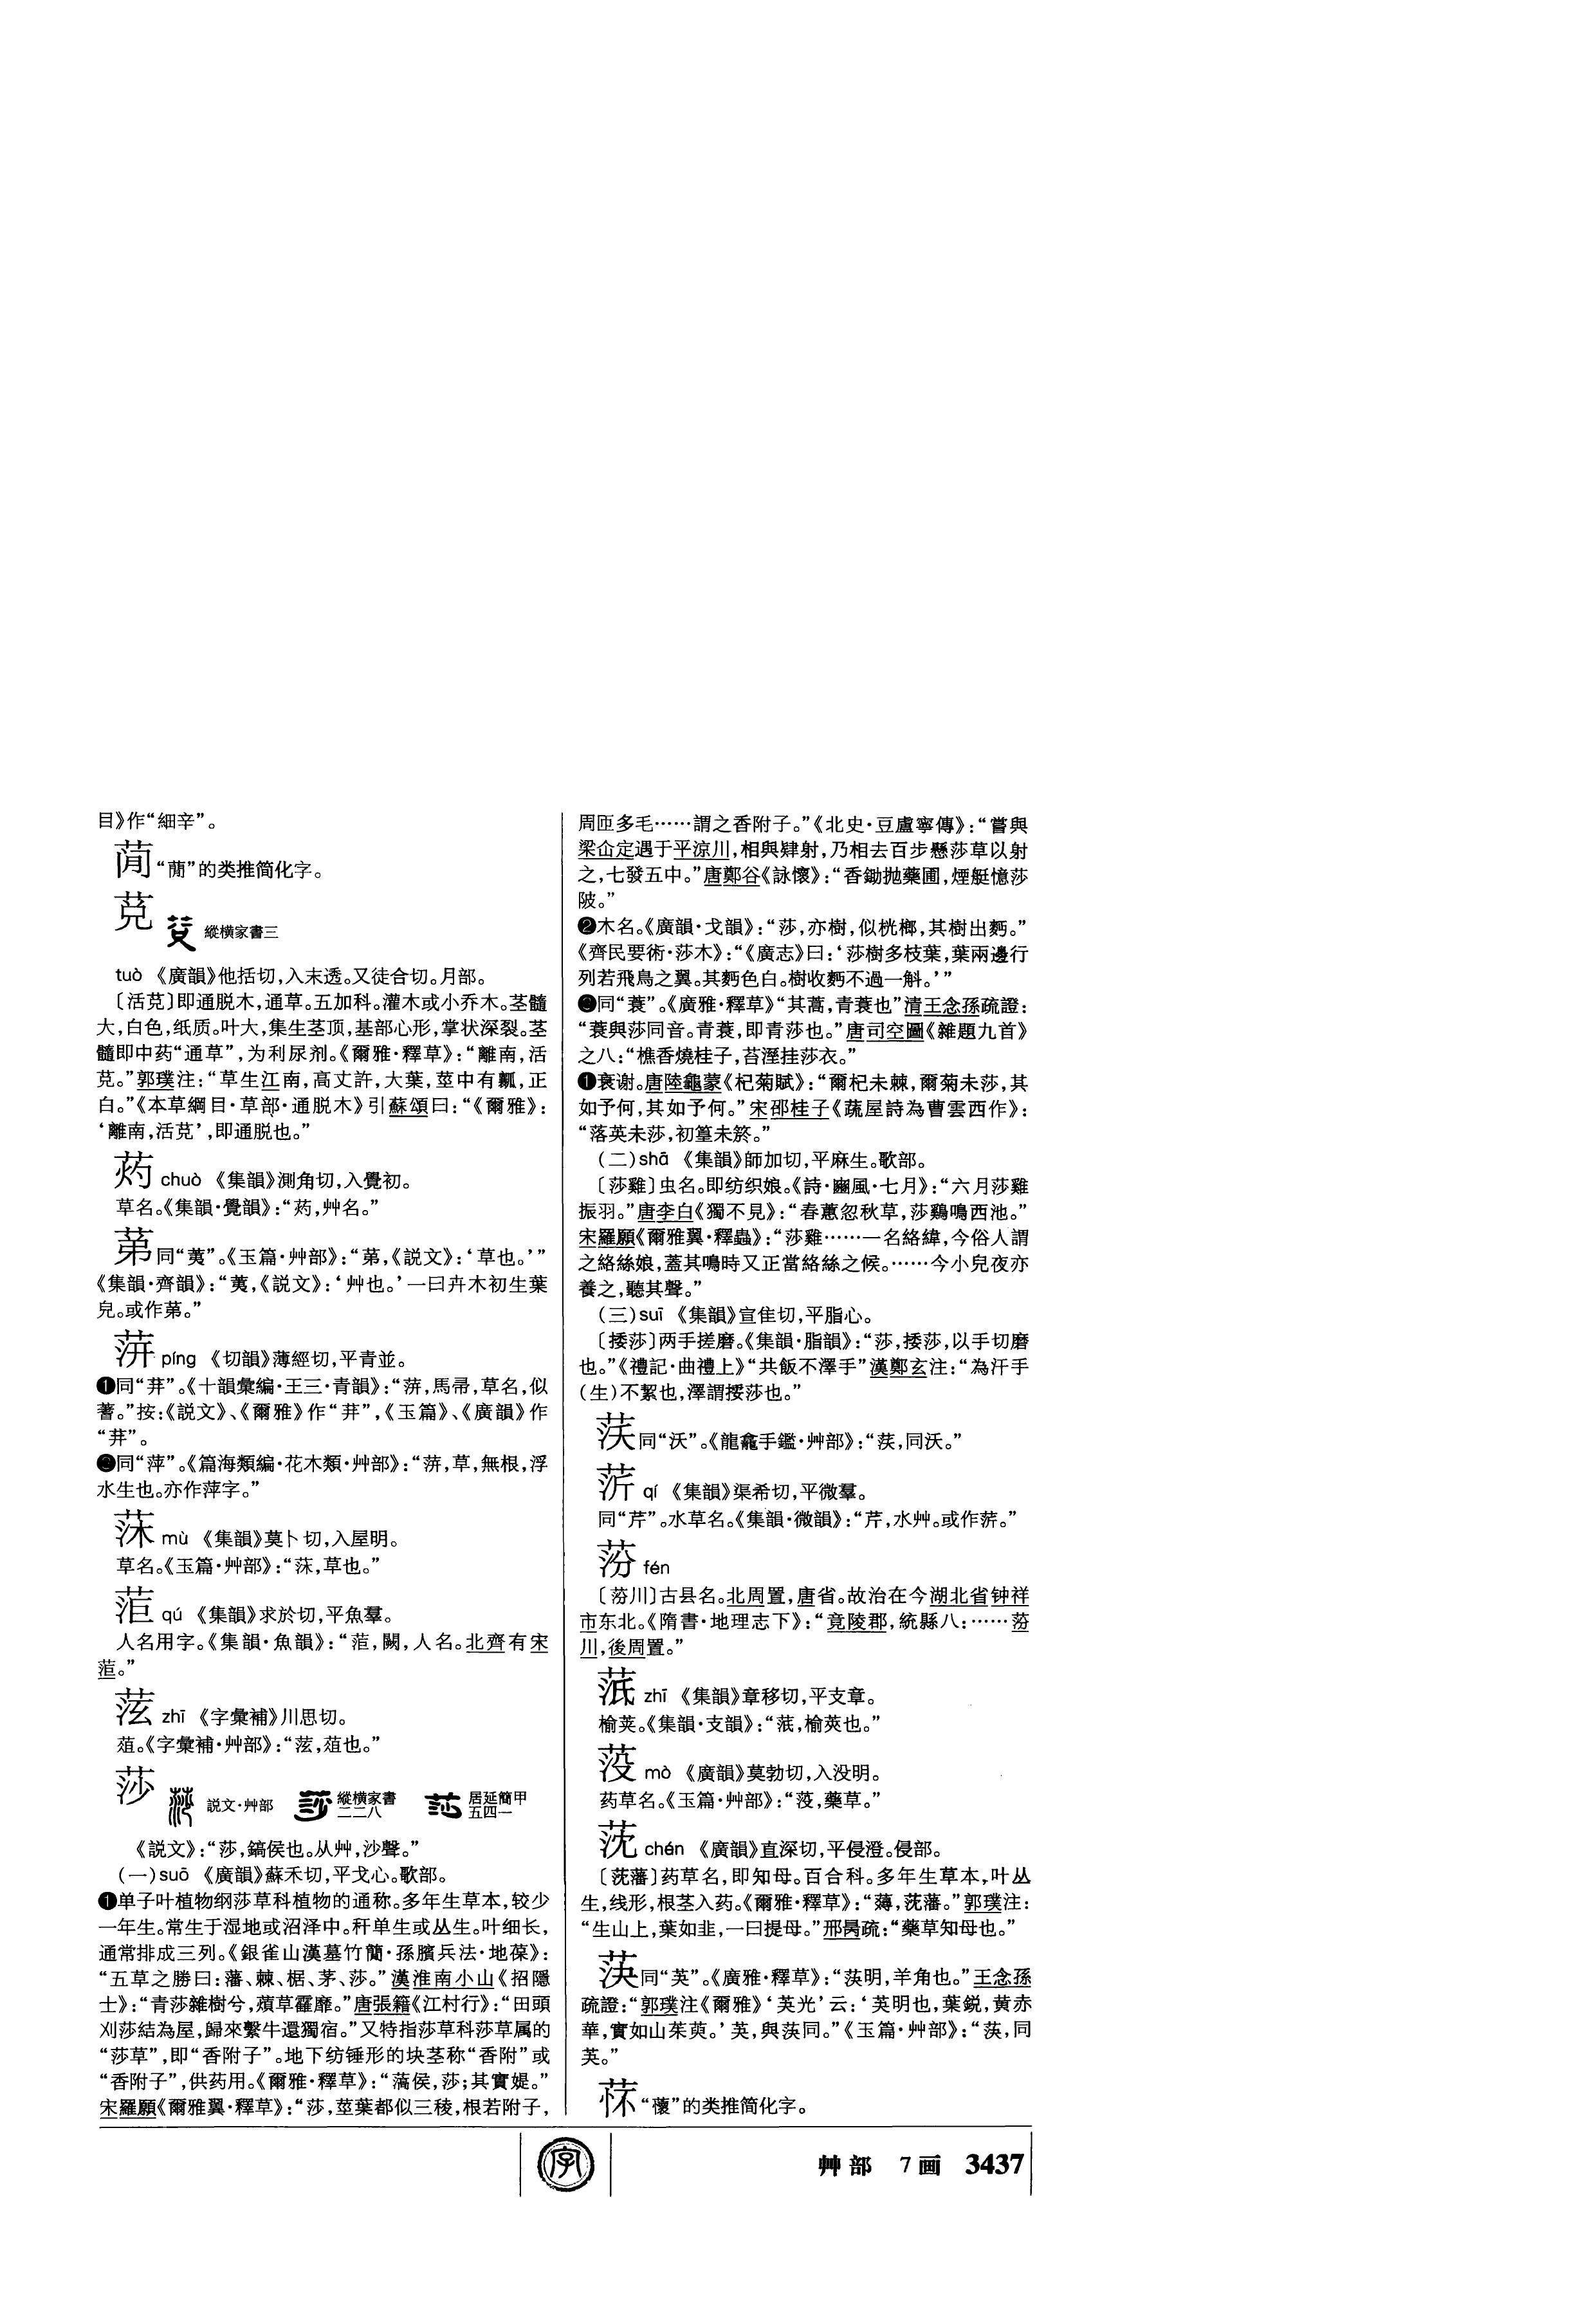 目》作“細辛”。
“蕑”的类推简化字。
萖 縱横家書三
tuò 《廣韻》他括切,入末透。又徒合切。月部。
〔活莌〕即通脱木,通草。五加科。灌木或小乔木。茎髓
大,白色,纸质。叶大,集生茎顶,基部心形,掌状深裂。茎
髓即中药“通草”,为利尿剂。《爾雅·釋草》:“離南,活
莌。”郭璞注:“草生江南,高丈許,大葉,莖中有瓤,正
白。”《本草綱目·草部·通脱木》引蘇頌曰:“《爾雅》:
‘離南,活莌’,即通脱也。”
chuò 《集韻》測角切,入覺初。
草名。《集韻·覺韻》:“汋,艸名。”
同“荑”。《玉篇·艸部》:“苐,《説文》:‘草也。’”
《集韻·齊韻》:“荑,《説文》:‘艸也。’一曰卉木初生葉
皃。或作苐。”
蓱 píng 《切韻》薄經切,平青並。
❶同“荓”。《十韻彙編·王三·青韻》:“蓱,馬帚,草名,似
蓍。”按:《説文》、《爾雅》作“荓”,《玉篇》、《廣韻》作
“荓”。
❷同“萍”。《篇海類編·花木類·艸部》:“蓱,草,無根,浮
水生也。亦作萍字。”
mù 《集韻》莫卜切,入屋明。
草名。《玉篇·艸部》:“莯,草也。”
qú 《集韻》求於切,平魚羣。
人名用字。《集韻·魚韻》:“洰,闕,人名。北齊有宋
zhī 《字彙補》川思切。
葅。《字彙補·艸部》:“泫,葅也。”
莎 説文·艸部 縱横家書二二八 居延簡甲五四一
《説文》:“莎,鎬侯也。从艸,沙聲。”
(一)suō 《廣韻》蘇禾切,平戈心。歌部。
❶单子叶植物纲莎草科植物的通称。多年生草本,较少
一年生。常生于湿地或沼泽中。秆单生或丛生。叶细长,
通常排成三列。《銀雀山漢墓竹簡·孫臏兵法·地葆》:
“五草之勝曰:藩、棘、椐、茅、莎。”漢淮南小山《招隱
士》:“青莎雜樹兮,薠草靃靡。”唐張籍《江村行》:“田頭
刈莎結為屋,歸來繫牛還獨宿。”又特指莎草科莎草属的
“莎草”,即“香附子”。地下纺锤形的块茎称“香附”或
“香附子”,供药用。《爾雅·釋草》:“薃侯,莎;其實媞。”
宋羅願《爾雅翼·釋草》:“莎,莖葉都似三稜,根若附子,
周匝多毛……謂之香附子。”《北史·豆盧寧傳》:“嘗與
梁仚定遇于平涼川,相與肄射,乃相去百步懸莎草以射
之,七發五中。”唐鄭谷《詠懷》:“香鋤抛藥圃,煙艇憶莎
陂。”
❷木名。《廣韻·戈韻》:“莎,亦樹,似桄榔,其樹出麪。”
《齊民要術·莎木》:“《廣志》曰:‘莎樹多枝葉,葉兩邊行
列若飛鳥之翼。其麪色白。樹收麪不過一斛。’”
❸同“蓑”。《廣雅·釋草》“其蒿,青蓑也”清王念孫疏證:
“蓑與莎同音。青蓑,即青莎也。”唐司空圖《雜題九首》
之八:“樵香燒桂子,苔溼挂莎衣。”
❶衰谢。唐陸龜蒙《杞菊賦》:“爾杞未棘,爾菊未莎,其
如予何,其如予何。”宋邵桂子《蔬屋詩為曹雲西作》:
“落英未莎,初篁未箊。”
(二)shā 《集韻》師加切,平麻生。歌部。
〔莎雞〕虫名。即纺织娘。《詩·豳風·七月》:“六月莎雞
振羽。”唐李白《獨不見》:“春蕙忽秋草,莎鷄鳴西池。”
宋羅願《爾雅翼·釋蟲》:“莎雞……一名絡緯,今俗人謂
之絡絲娘,蓋其鳴時又正當絡絲之候。……今小兒夜亦
養之,聽其聲。”
(三)suī 《集韻》宣隹切,平脂心。
〔捼莎〕两手搓磨。《集韻·脂韻》:“莎,捼莎,以手切磨
也。”《禮記·曲禮上》“共飯不澤手”漢鄭玄注:“為汗手
(生)不絜也,澤謂捼莎也。”
同“沃”。《龍龕手鑑·艸部》:“莈,同沃。”
qí 《集韻》渠希切,平微羣。
同“芹”。水草名。《集韻·微韻》:“芹,水艸。或作菥。”
fén
〔莻川〕古县名。北周置,唐省。故治在今湖北省钟祥
市东北。《隋書·地理志下》:“竟陵郡,統縣八:……
川,後周置。”
zhī 《集韻》章移切,平支章。
榆荚。《集韻·支韻》:“泜,榆莢也。”
莈 mò 《廣韻》莫勃切,入没明。
药草名。《玉篇·艸部》:“莈,藥草。”
chén 《廣韻》直深切,平侵澄。侵部。
〔莐藩〕药草名,即知母。百合科。多年生草本,叶丛
生,线形,根茎入药。《爾雅·釋草》:“薚,莐藩。”郭璞注:
“生山上,葉如韭,一曰提母。”邢昺疏:“藥草知母也。”
同“英”。《廣雅·釋草》:“決明,羊角也。”王念孫
疏證:“郭璞注《爾雅》‘英光’云:‘英明也,葉鋭,黄赤
華,實如山茱萸。’英,與決同。”《玉篇·艸部》:“決,同
英。”
“蘹”的类推简化字。
艸部 7画 3437